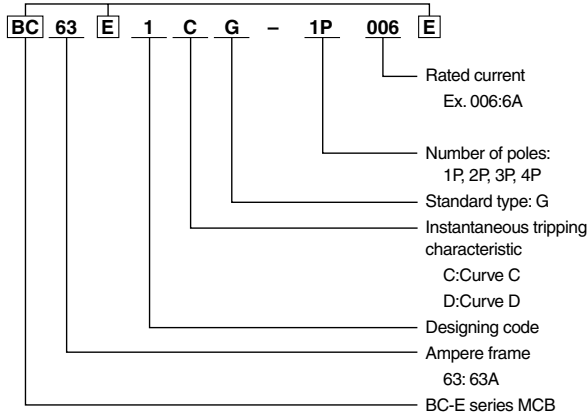 BC 63 E 1 C G – 1P 006 E
Rated current
Ex. 006:6A
Number of poles:
1P, 2P, 3P, 4P
Standard type: G
Instantaneous tripping
characteristic
C:Curve C
D:Curve D
Designing code
Ampere frame
63: 63A
BC-E series MCB